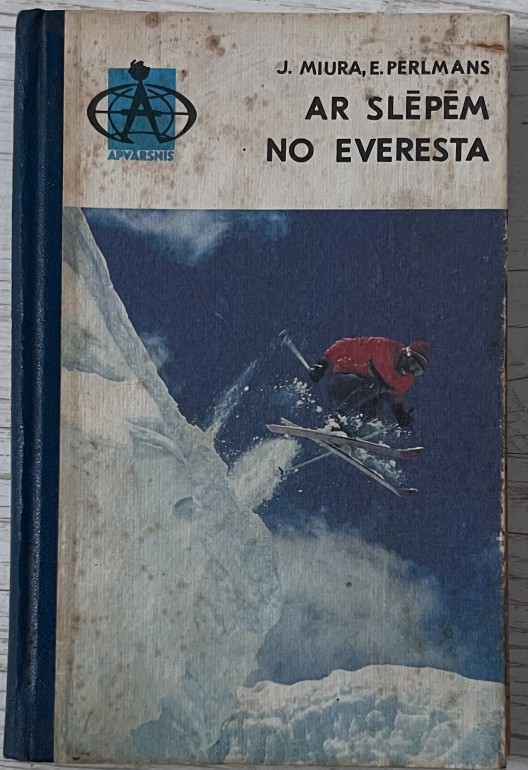 J. MIURA, E. PERLMANS
AR SLĒPĒM
NO EVERESTA
APVĀRSNIS